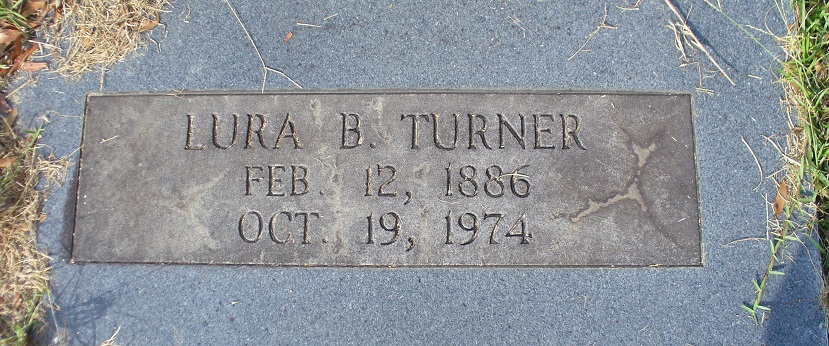 LURA B. TURNER
FEB. 12, 1886
OCT. 19, 1974